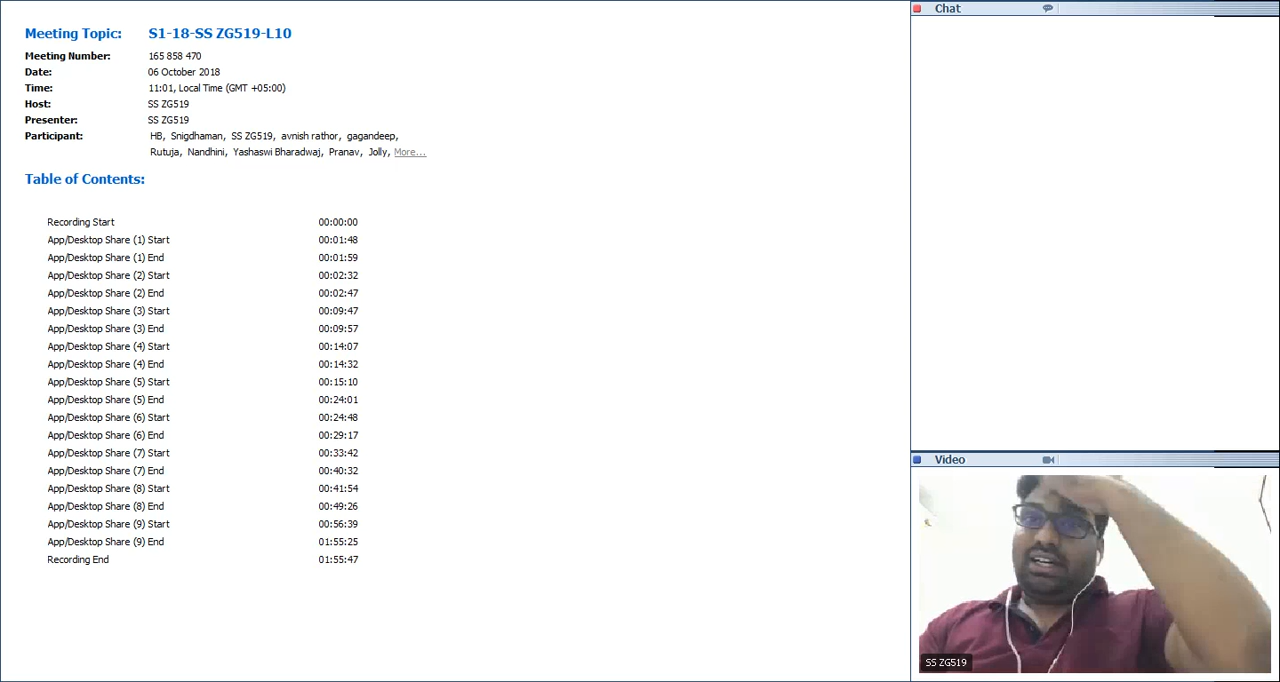 Meeting Topic: S1-18-SS ZG519-L10
Meeting Number: 165 858 470
Date: 06 October 2018
Time: 11:01, Local Time (GMT +05:00)
Host: SS ZG519
Presenter: SS ZG519
Participant: HB, Snigdhaman, SS ZG519, avnish rathor, gagandeep,
Rutuja, Nandhini, Yashaswi Bharadwaj, Pranav, Jolly, More...
Table of Contents:
Recording Start 00:00:00
App/Desktop Share (1) Start 00:01:48
App/Desktop Share (1) End 00:01:59
App/Desktop Share (2) Start 00:02:32
App/Desktop Share (2) End 00:02:47
App/Desktop Share (3) Start 00:09:47
App/Desktop Share (3) End 00:09:57
App/Desktop Share (4) Start 00:14:07
App/Desktop Share (4) End 00:14:32
App/Desktop Share (5) Start 00:15:10
App/Desktop Share (5) End 00:24:01
App/Desktop Share (6) Start 00:24:48
App/Desktop Share (6) End 00:29:17
App/Desktop Share (7) Start 00:33:42
App/Desktop Share (7) End 00:40:32
App/Desktop Share (8) Start 00:41:54
App/Desktop Share (8) End 00:49:26
App/Desktop Share (9) Start 00:56:39
App/Desktop Share (9) End 01:55:25
Recording End 01:55:47
Chat
Video
SS ZG519